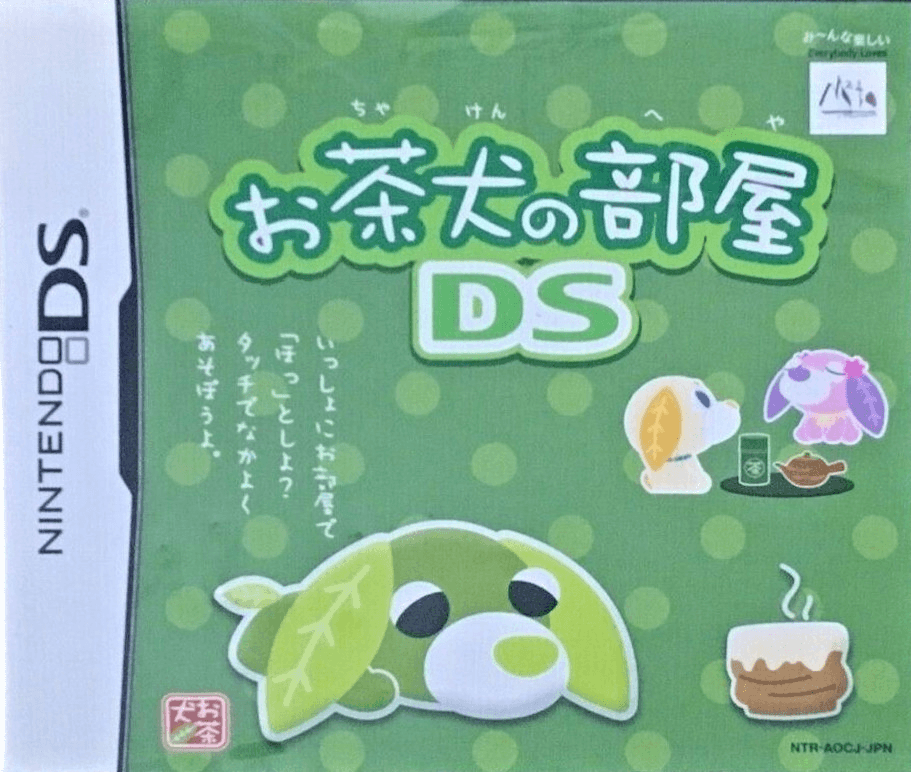 NINTENDO DS®
み〜んな楽しい
Everybody Loves
ちゃ けん へ や
お茶犬の部屋
DS
いっしょにお部屋で
「ほっ」としよ?
タッチでなかよく
あそぼうよ。
茶
お茶
犬
NTR-AOCJ-JPN